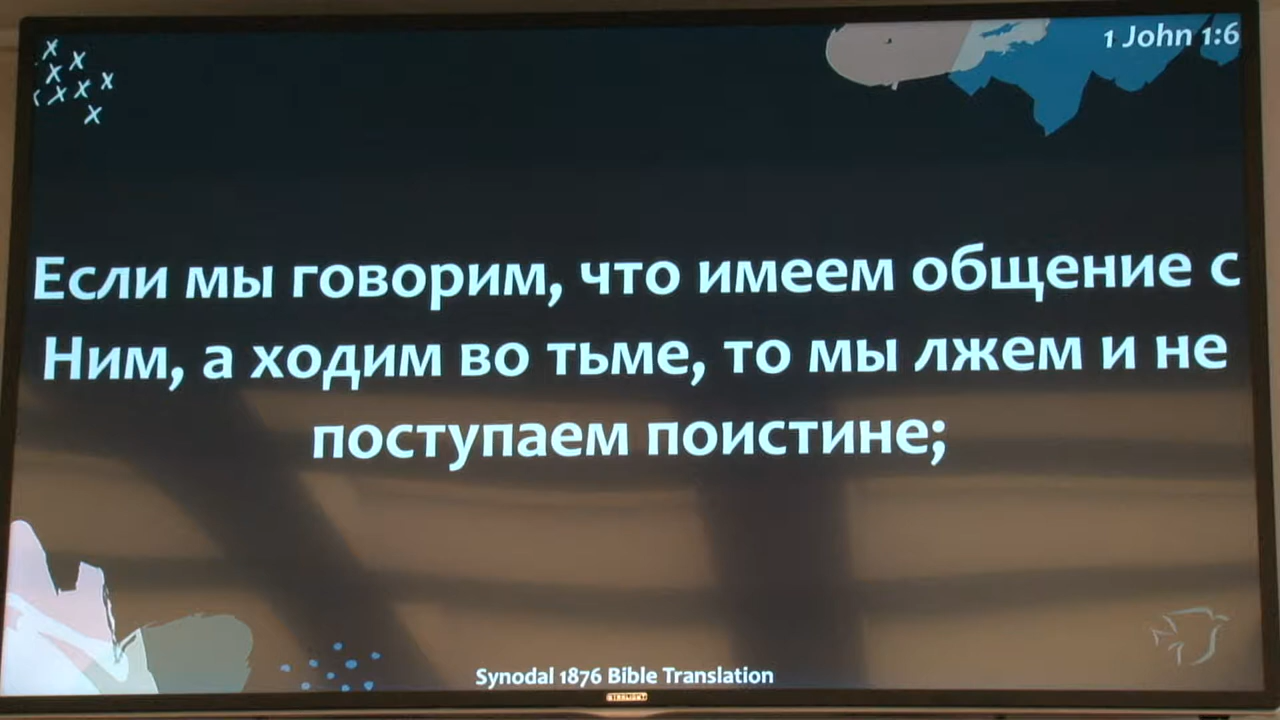 1 John 1:6
Если мы говорим, что имеем общение с
Ним, а ходим во тьме, то мы лжем и не
поступаем поистине;
Synodal 1876 Bible Translation